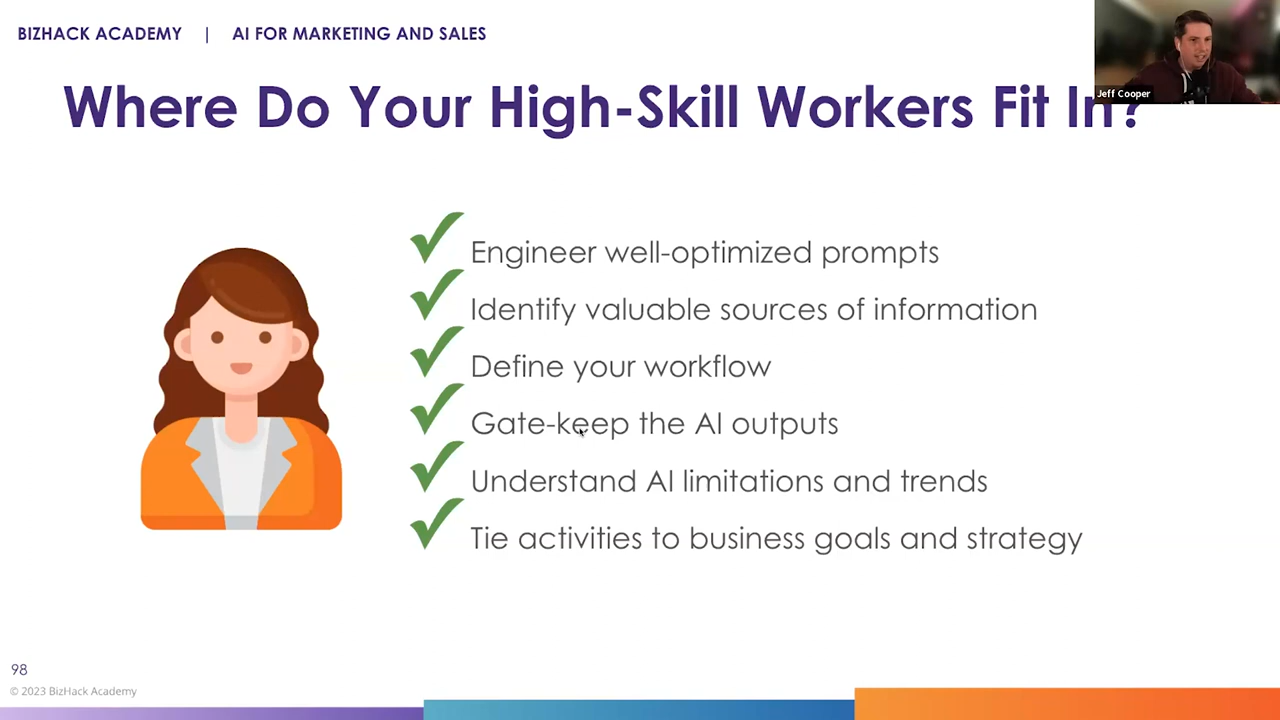 BIZHACK ACADEMY | AI FOR MARKETING AND SALES
Jeff Cooper
Where Do Your High-Skill Workers Fit In?
Engineer well-optimized prompts
Identify valuable sources of information
Define your workflow
Gate-keep the AI outputs
Understand AI limitations and trends
Tie activities to business goals and strategy
98
© 2023 BizHack Academy